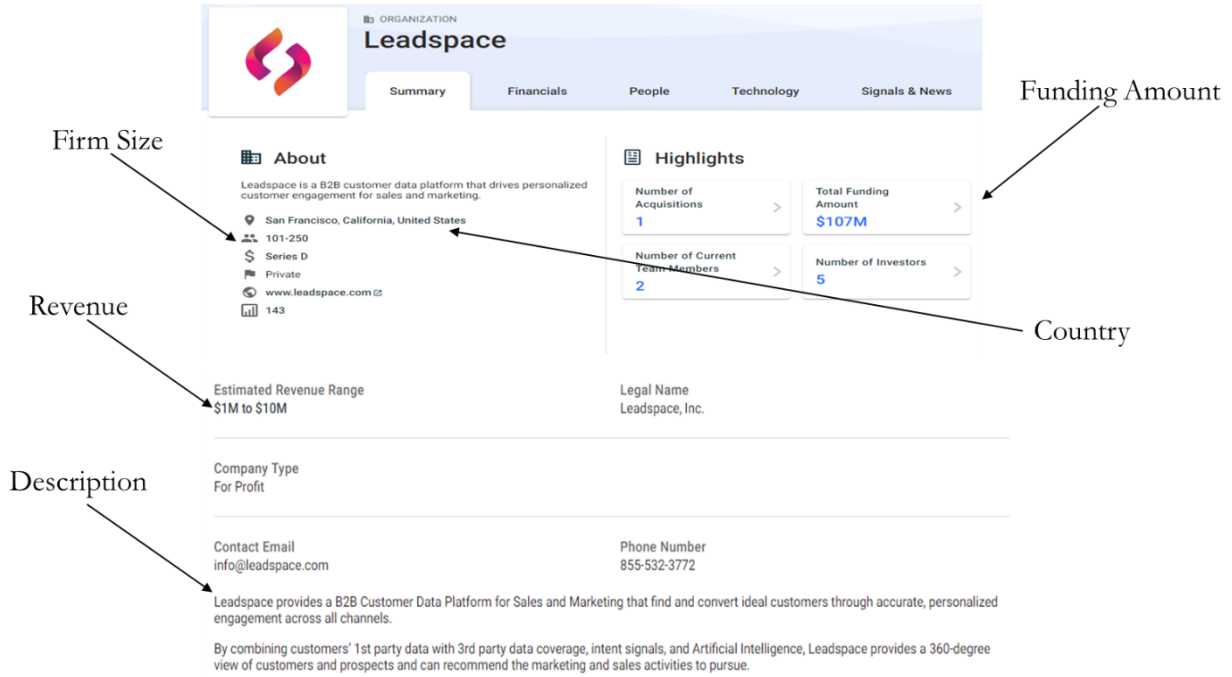 ORGANIZATION
Leadspace
Summary
Financials
People
Technology
Signals & News
Funding Amount
Firm Size
About
Leadspace is a B2B customer data platform that drives personalized
customer engagement for sales and marketing.
San Francisco, California, United States
101-250
Series D
Private
www.leadspace.com
143
Highlights
Number of
Acquisitions
1
Total Funding
Amount
$107M
Number of Current
Team Members
2
Number of Investors
5
Revenue
Country
Estimated Revenue Range
$1M to $10M
Legal Name
Leadspace, Inc.
Company Type
For Profit
Description
Contact Email
info@leadspace.com
Phone Number
855-532-3772
Leadspace provides a B2B Customer Data Platform for Sales and Marketing that find and convert ideal customers through accurate, personalized
engagement across all channels.
By combining customers' 1st party data with 3rd party data coverage, intent signals, and Artificial Intelligence, Leadspace provides a 360-degree
view of customers and prospects and can recommend the marketing and sales activities to pursue.